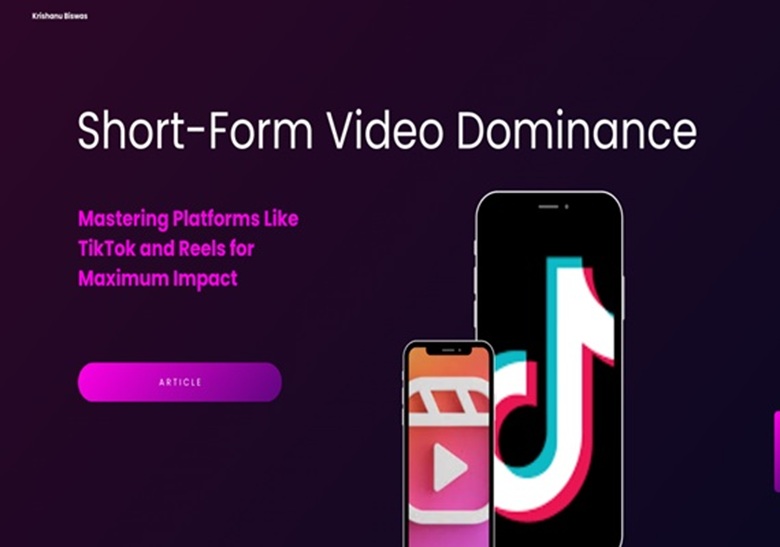 Krishanu Biswas
Short-Form Video Dominance
Mastering Platforms Like
TikTok and Reels for
Maximum Impact
ARTICLE